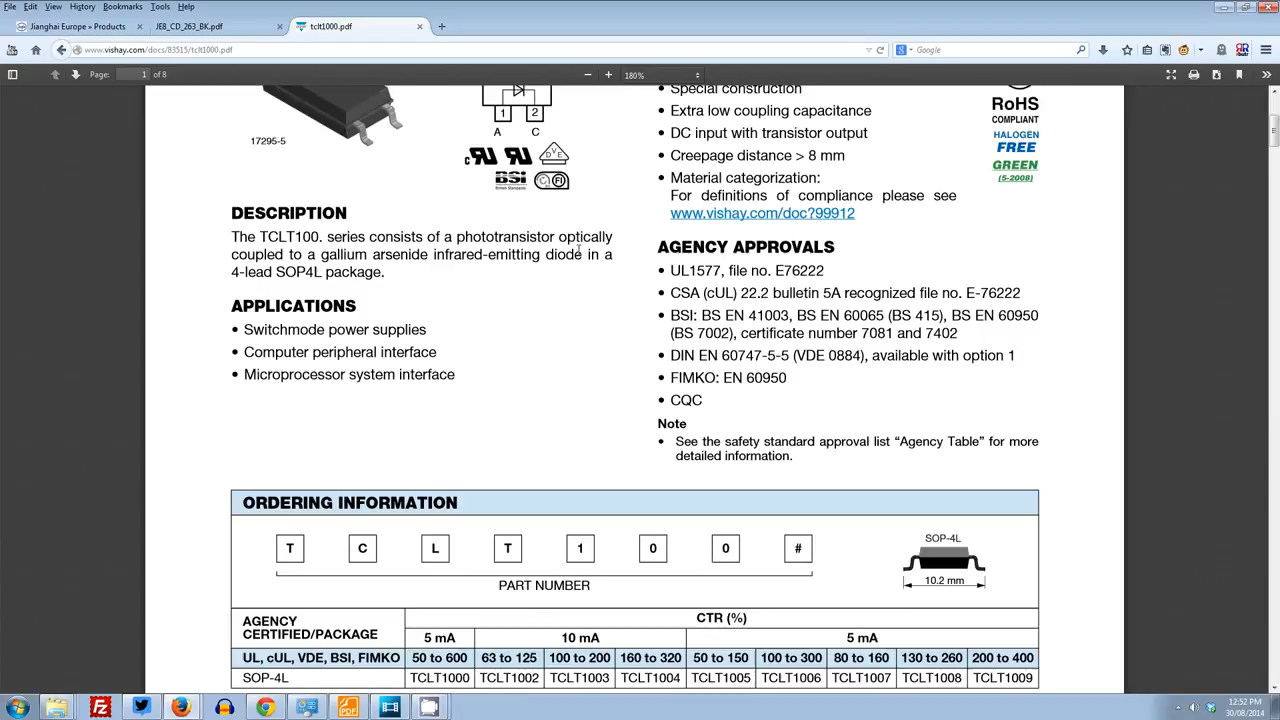 File Edit View History Bookmarks Tools Help
Jianghai Europe » Products
JEB_CD_263_BK.pdf
tclt1000.pdf
www.vishay.com/docs/83515/tclt1000.pdf
Google
Page: 1 of 8
180%
• Special construction
• Extra low coupling capacitance
• DC input with transistor output
• Creepage distance > 8 mm
• Material categorization:
For definitions of compliance please see
www.vishay.com/doc?99912
RoHS
COMPLIANT
HALOGEN
FREE
GREEN
(5-2008)
17295-5
1 2
A C
BSI
DESCRIPTION
The TCLT100. series consists of a phototransistor optically
coupled to a gallium arsenide infrared-emitting diode in a
4-lead SOP4L package.
APPLICATIONS
• Switchmode power supplies
• Computer peripheral interface
• Microprocessor system interface
AGENCY APPROVALS
• UL1577, file no. E76222
• CSA (cUL) 22.2 bulletin 5A recognized file no. E-76222
• BSI: BS EN 41003, BS EN 60065 (BS 415), BS EN 60950
(BS 7002), certificate number 7081 and 7402
• DIN EN 60747-5-5 (VDE 0884), available with option 1
• FIMKO: EN 60950
• CQC
Note
• See the safety standard approval list “Agency Table” for more
detailed information.
ORDERING INFORMATION
T C L T 1 0 0 #
PART NUMBER
SOP-4L
10.2 mm
AGENCY
CERTIFIED/PACKAGE
CTR (%)
5 mA 10 mA 5 mA
UL, cUL, VDE, BSI, FIMKO 50 to 600 63 to 125 100 to 200 160 to 320 50 to 150 100 to 300 80 to 160 130 to 260 200 to 400
SOP-4L TCLT1000 TCLT1002 TCLT1003 TCLT1004 TCLT1005 TCLT1006 TCLT1007 TCLT1008 TCLT1009
12:52 PM
30/08/2014